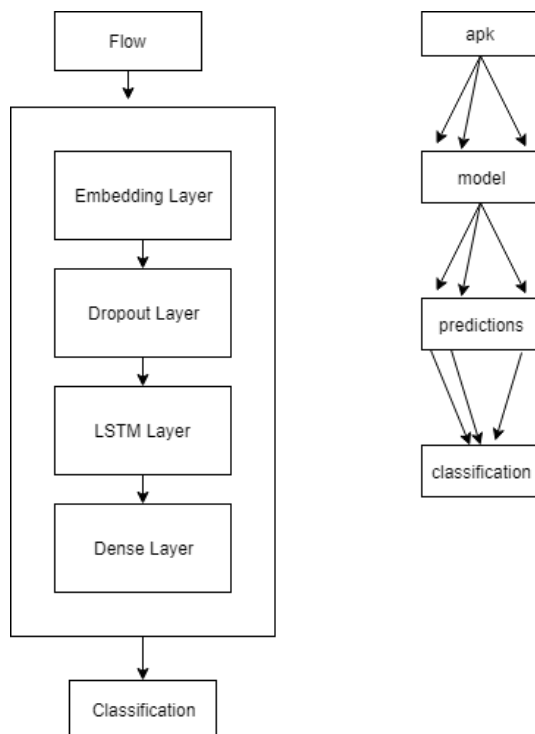 Flow
Embedding Layer
Dropout Layer
LSTM Layer
Dense Layer
Classification
apk
model
predictions
classification